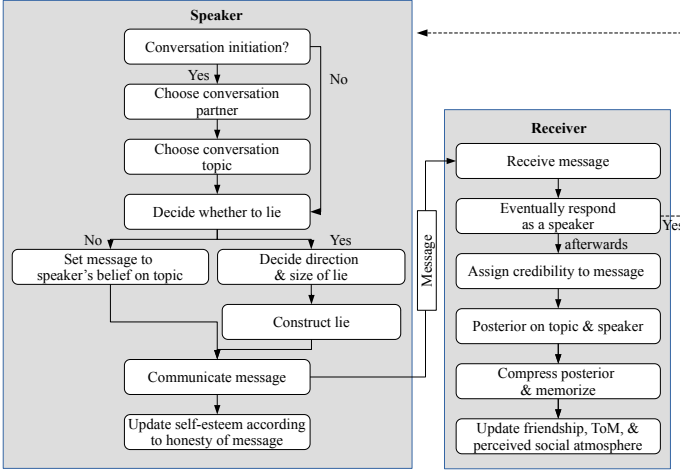 Speaker
Conversation initiation?
Yes
No
Choose conversation
partner
Choose conversation
topic
Decide whether to lie
No
Yes
Set message to
speaker's belief on topic
Decide direction
& size of lie
Construct lie
Communicate message
Update self-esteem according
to honesty of message
Message
Receiver
Receive message
Eventually respond
as a speaker
Yes
afterwards
Assign credibility to message
Posterior on topic & speaker
Compress posterior
& memorize
Update friendship, ToM, &
perceived social atmosphere